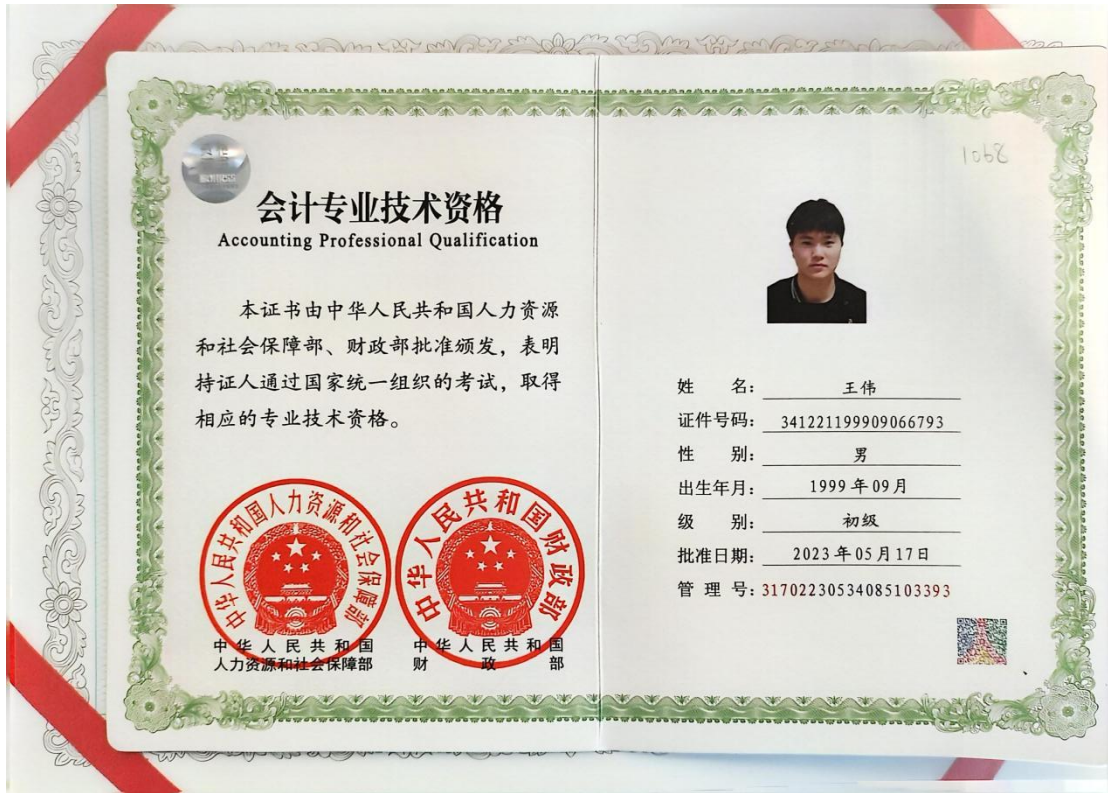 会计专业技术资格
Accounting Professional Qualification
本证书由中华人民共和国人力资源
和社会保障部、财政部批准颁发，表明
持证人通过国家统一组织的考试，取得
相应的专业技术资格。
中华人民共和国人力资源和社会保障部
中华人民共和国财政部
中华人民共和国
人力资源和社会保障部
中华人民共和国
财政部
1068
姓 名： 王伟
证件号码： 341221199909066793
性 别： 男
出生年月： 1999年09月
级 别： 初级
批准日期： 2023年05月17日
管 理 号： 31702230534085103393